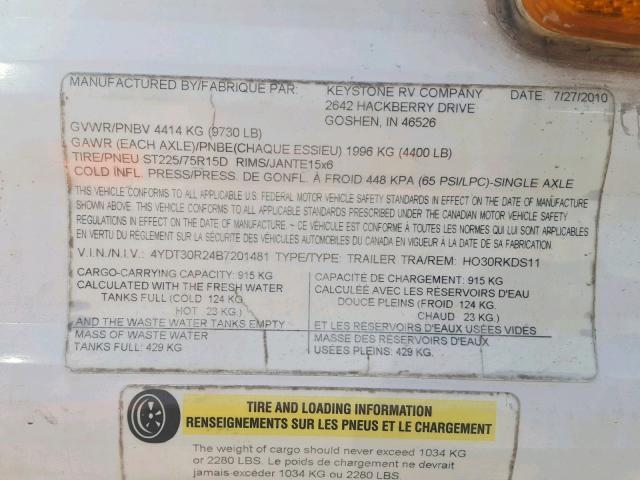 MANUFACTURED BY/FABRIQUE PAR: KEYSTONE RV COMPANY DATE: 7/27/2010
2642 HACKBERRY DRIVE
GOSHEN, IN 46526
GVWR/PNBV 4414 KG (9730 LB)
GAWR (EACH AXLE)/PNBE(CHAQUE ESSIEU) 1996 KG (4400 LB)
TIRE/PNEU ST225/75R15D RIMS/JANTE15x6
COLD INFL. PRESS/PRESS. DE GONFL. À FROID 448 KPA (65 PSI/LPC)-SINGLE AXLE
THIS VEHICLE CONFORMS TO ALL APPLICABLE U.S. FEDERAL MOTOR VEHICLE SAFETY STANDARDS IN EFFECT ON THE DATE OF MANUFACTURE
SHOWN ABOVE. THIS VEHICLE CONFORMS TO ALL APPLICABLE STANDARDS PRESCRIBED UNDER THE CANADIAN MOTOR VEHICLE SAFETY
REGULATIONS IN EFFECT ON THE DATE OF MANUFACTURE. ~ CE VÉHICULE EST CONFORME À TOUTES LES NORMES QUI LUI SONT APPLICABLES
EN VERTU DU RÈGLEMENT SUR LA SÉCURITÉ DES VÉHICULES AUTOMOBILES DU CANADA EN VIGUEUR À LA DATE DE SA FABRICATION.
V.I.N./N.I.V.: 4YDT30R24B7201481 TYPE/TYPE: TRAILER TRA/REM: HO30RKDS11
CARGO-CARRYING CAPACITY: 915 KG
CALCULATED WITH THE FRESH WATER
TANKS FULL (COLD 124 KG
HOT 23 KG.)
AND THE WASTE WATER TANKS EMPTY
MASS OF WASTE WATER
TANKS FULL: 429 KG
CAPACITÉ DE CHARGEMENT: 915 KG
CALCULÉE AVEC LES RÉSERVOIRS D'EAU
DOUCE PLEINS (FROID 124 KG
CHAUD 23 KG.)
ET LES RÉSERVOIRS D'EAUX USÉES VIDÉS
MASSE DES RÉSERVOIRS D'EAUX
USÉES PLEINS: 429 KG.
TIRE AND LOADING INFORMATION
RENSEIGNEMENTS SUR LES PNEUS ET LE CHARGEMENT
The weight of cargo should never exceed 1034 KG
or 2280 LBS. Le poids de chargement ne devrait
jamais excéder 1034 KG ou 2280 LBS.